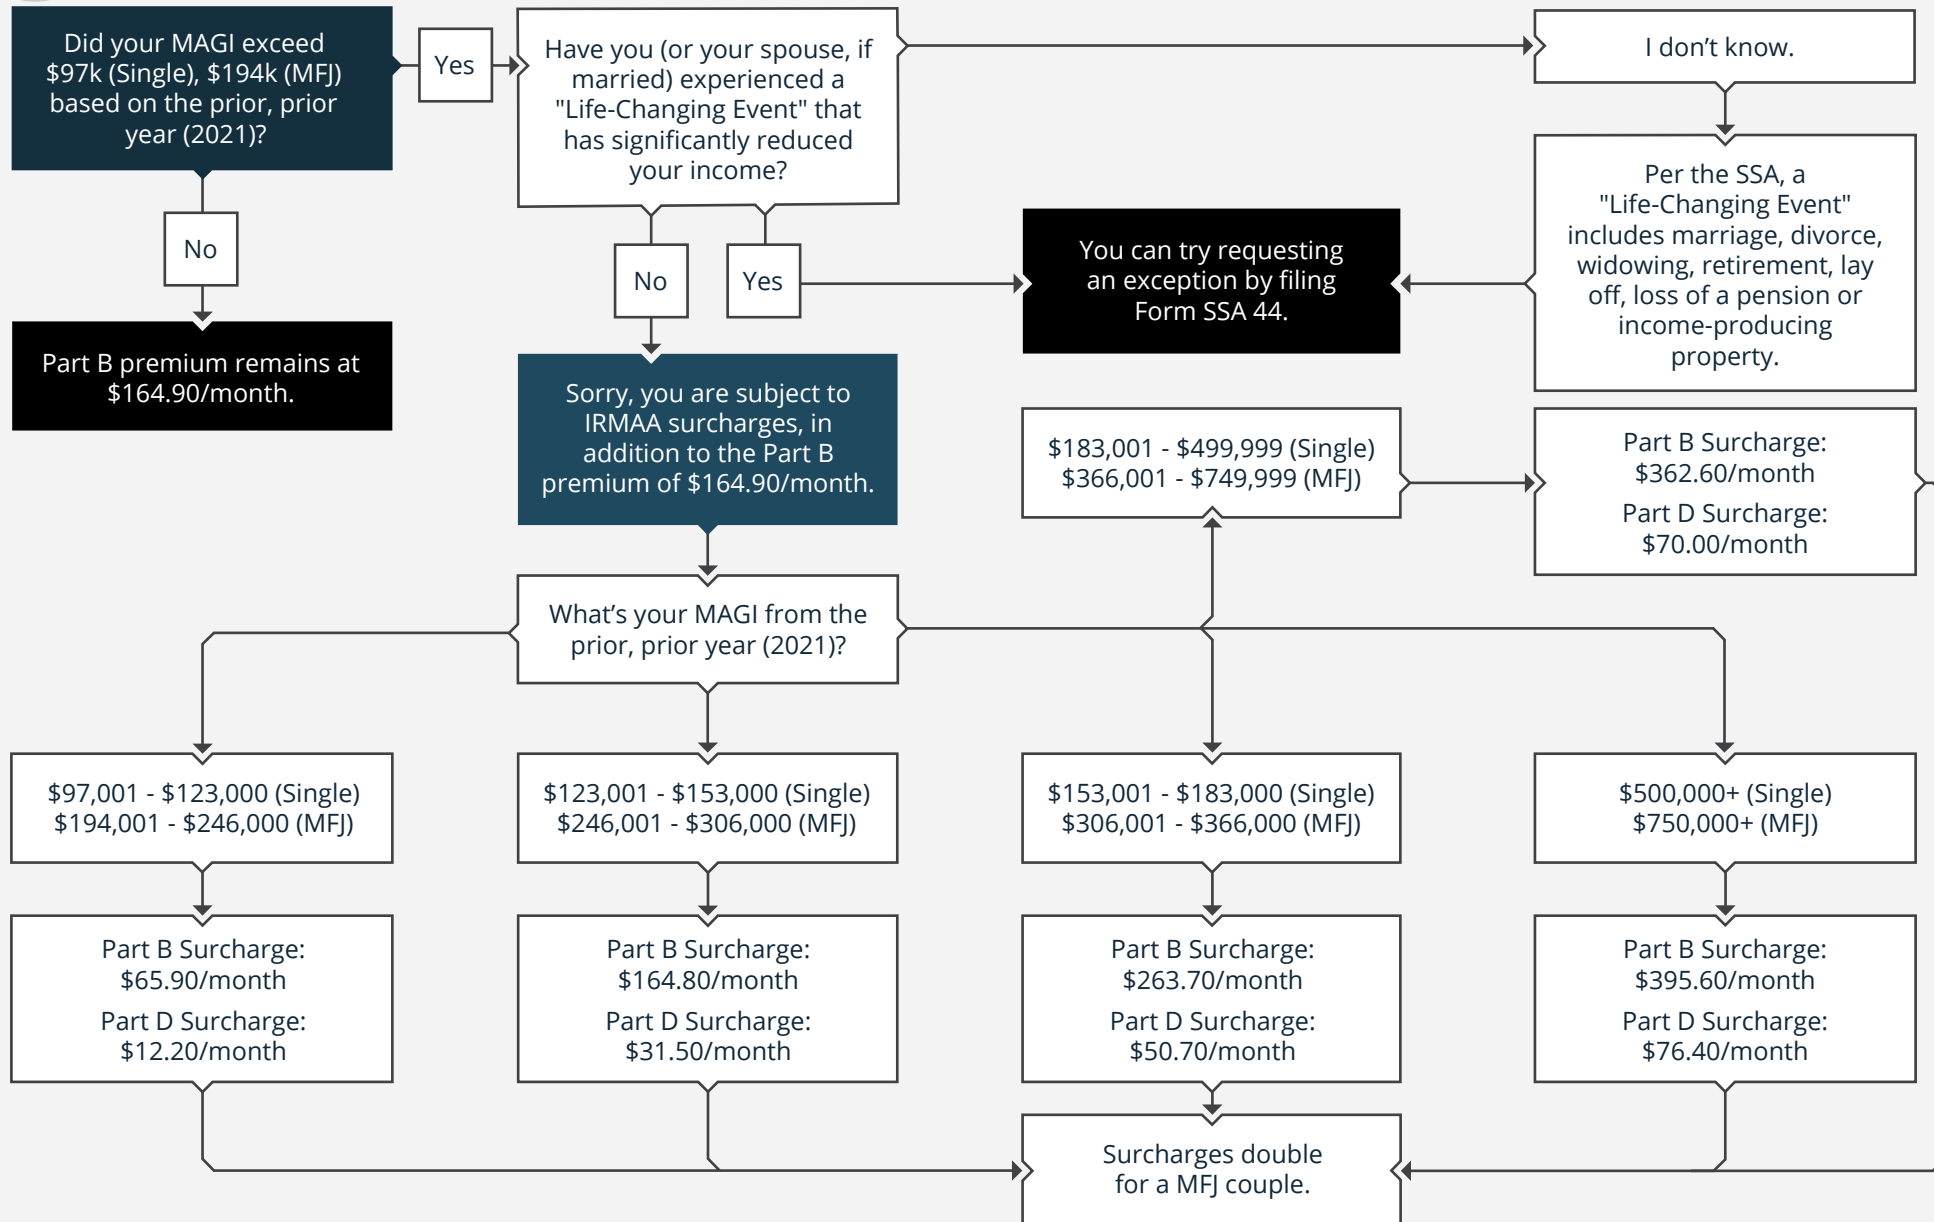 Did your MAGI exceed
$97k (Single), $194k (MFJ)
based on the prior, prior
year (2021)?
Yes
Have you (or your spouse, if
married) experienced a
"Life-Changing Event" that
has significantly reduced
your income?
I don’t know.
Per the SSA, a
"Life-Changing Event"
includes marriage, divorce,
widowing, retirement, lay
off, loss of a pension or
income-producing
property.
No
No
Yes
You can try requesting
an exception by filing
Form SSA 44.
Part B premium remains at
$164.90/month.
Sorry, you are subject to
IRMAA surcharges, in
addition to the Part B
premium of $164.90/month.
$183,001 - $499,999 (Single)
$366,001 - $749,999 (MFJ)
Part B Surcharge:
$362.60/month
Part D Surcharge:
$70.00/month
What’s your MAGI from the
prior, prior year (2021)?
$97,001 - $123,000 (Single)
$194,001 - $246,000 (MFJ)
$123,001 - $153,000 (Single)
$246,001 - $306,000 (MFJ)
$153,001 - $183,000 (Single)
$306,001 - $366,000 (MFJ)
$500,000+ (Single)
$750,000+ (MFJ)
Part B Surcharge:
$65.90/month
Part D Surcharge:
$12.20/month
Part B Surcharge:
$164.80/month
Part D Surcharge:
$31.50/month
Part B Surcharge:
$263.70/month
Part D Surcharge:
$50.70/month
Part B Surcharge:
$395.60/month
Part D Surcharge:
$76.40/month
Surcharges double
for a MFJ couple.